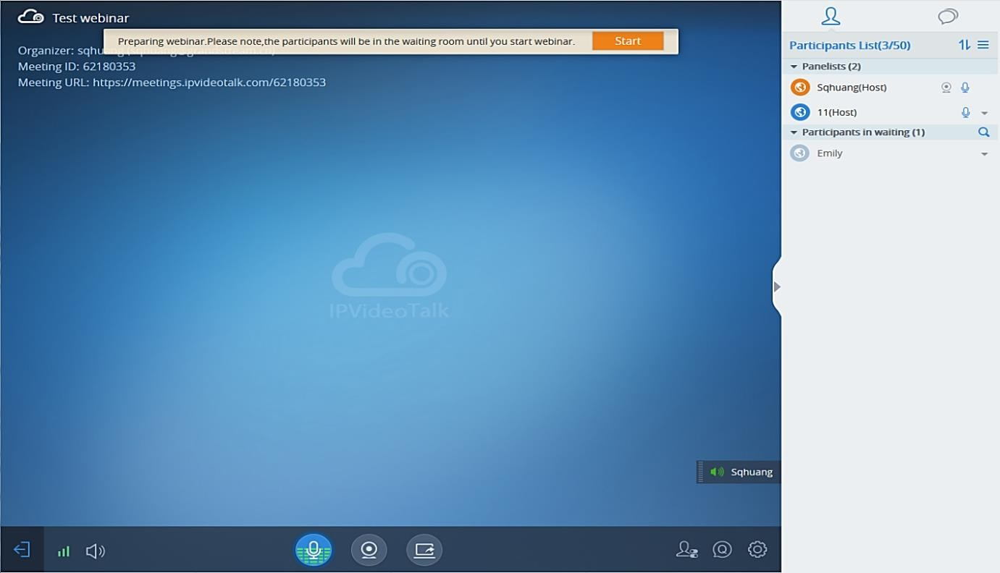 Test webinar
Preparing webinar.Please note,the participants will be in the waiting room until you start webinar.
Start
Organizer: sqhuang
Meeting ID: 62180353
Meeting URL: https://meetings.ipvideotalk.com/62180353
IPVideoTalk
Sqhuang
Participants List(3/50)
Panelists (2)
Sqhuang(Host)
11(Host)
Participants in waiting (1)
Emily